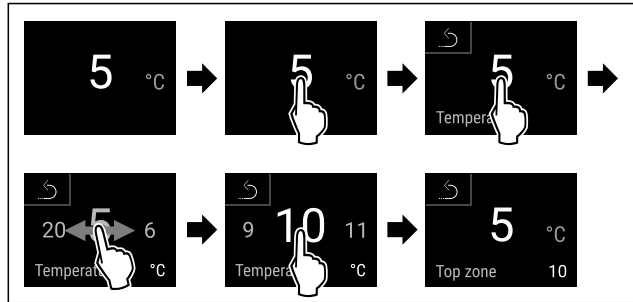 5 °C
5 °C
5 °C
Tempera
20 5 6
Temperat °C
9 10 11
Tempera °C
5 °C
Top zone 10